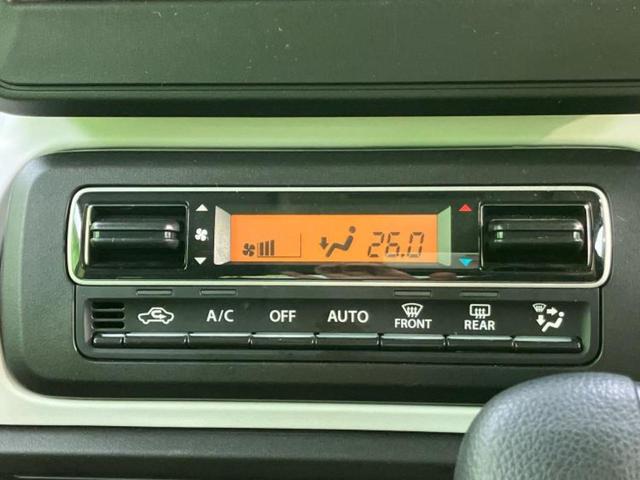 26.0
A/C OFF AUTO FRONT REAR